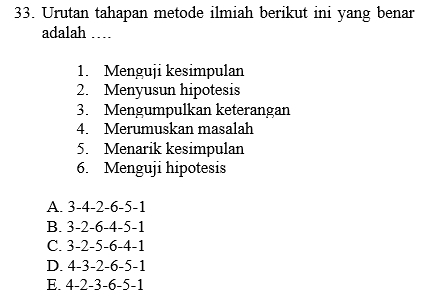 33. Urutan tahapan metode ilmiah berikut ini yang benar
adalah ....
1. Menguji kesimpulan
2. Menyusun hipotesis
3. Mengumpulkan keterangan
4. Merumuskan masalah
5. Menarik kesimpulan
6. Menguji hipotesis
A. 3-4-2-6-5-1
B. 3-2-6-4-5-1
C. 3-2-5-6-4-1
D. 4-3-2-6-5-1
E. 4-2-3-6-5-1